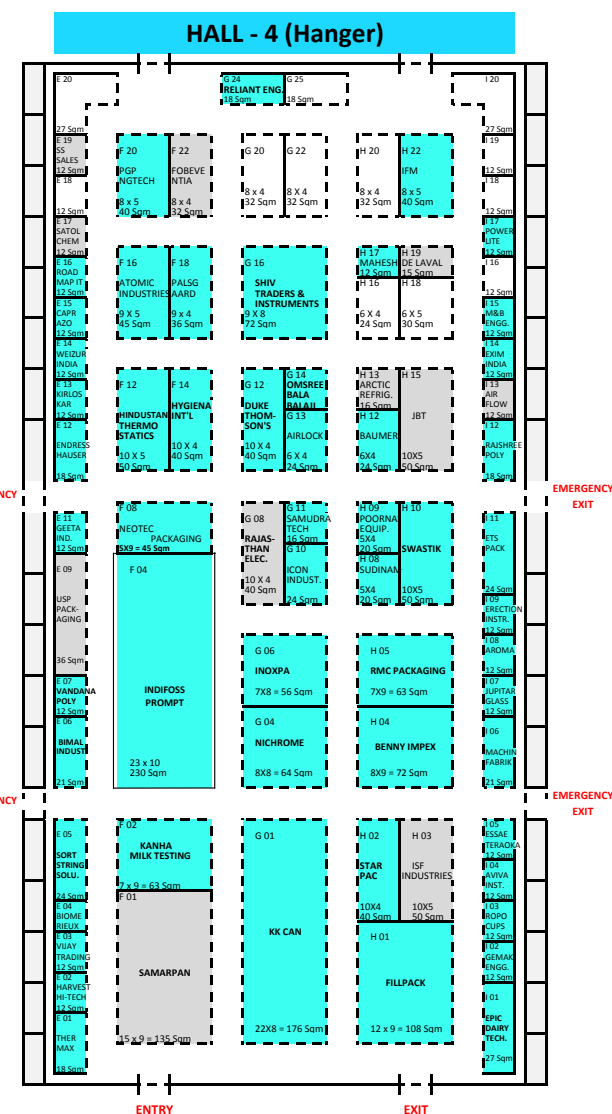 HALL - 4 (Hanger)
E 20
27 Sqm
G 24
RELIANT ENG.
18 Sqm
G 25
18 Sqm
I 20
27 Sqm
E 19
SS
SALES
12 Sqm
E 18
12 Sqm
F 20
PGP
NGTECH
8 x 5
40 Sqm
F 22
FOBEVE
NTIA
8 x 4
32 Sqm
G 20
8 x 4
32 Sqm
G 22
8 X 4
32 Sqm
H 20
8 x 4
32 Sqm
H 22
IFM
8 x 5
40 Sqm
I 19
12 Sqm
I 18
12 Sqm
E 17
SATOL
CHEM
12 Sqm
E 16
ROAD
MAP IT
12 Sqm
E 15
CAPR
AZO
12 Sqm
E 14
WEIZUR
INDIA
12 Sqm
F 16
ATOMIC
INDUSTRIES
9 X 5
45 Sqm
F 18
PALSG
AARD
9 x 4
36 Sqm
G 16
SHIV
TRADERS &
INSTRUMENTS
9 X 8
72 Sqm
H 17
MAHESH
12 Sqm
H 19
DE LAVAL
15 Sqm
H 16
6 X 4
24 Sqm
H 18
6 X 5
30 Sqm
I 17
POWER
LITE
12 Sqm
I 16
12 Sqm
I 15
M&B
ENGG.
12 Sqm
I 14
EXIM
INDIA
12 Sqm
E 13
KIRLOS
KAR
12 Sqm
E 12
ENDRESS
HAUSER
18 Sqm
F 12
HINDUSTAN
THERMO
STATICS
10 X 5
50 Sqm
F 14
HYGIENA
INT'L
10 X 4
40 Sqm
G 12
DUKE
THOM-
SON'S
10 X 4
40 Sqm
G 14
OMSREE
BALA
BALAJI
G 13
AIRLOCK
6 X 4
24 Sqm
H 13
ARCTIC
REFRIG.
16 Sqm
H 12
BAUMER
6X4
24 Sqm
H 15
JBT
10X5
50 Sqm
I 13
AIR
FLOW
12 Sqm
I 12
RAJSHREE
POLY
18 Sqm
NCY
EMERGENCY
EXIT
E 11
GEETA
IND.
12 Sqm
E 09
USP
PACK-
AGING
36 Sqm
E 07
VANDANA
POLY
12 Sqm
E 06
BIMAL
INDUST
21 Sqm
F 08
NEOTEC
PACKAGING
5X9 = 45 Sqm
F 04
INDIFOSS
PROMPT
23 x 10
230 Sqm
G 08
RAJAS-
THAN
ELEC.
10 X 4
40 Sqm
G 11
SAMUDRA
TECH
16 Sqm
G 10
ICON
INDUST.
24 Sqm
H 09
POORNA
EQUIP.
5X4
20 Sqm
H 08
SUDINAM
5X4
20 Sqm
H 10
SWASTIK
10X5
50 Sqm
I 11
ETS
PACK
24 Sqm
I 09
ERECTION
INSTR.
12 Sqm
I 08
AROMA
12 Sqm
I 07
JUPITAR
GLASS
12 Sqm
I 06
MACHIN
FABRIK
21 Sqm
G 06
INOXPA
7X8 = 56 Sqm
H 05
RMC PACKAGING
7X9 = 63 Sqm
G 04
NICHROME
8X8 = 64 Sqm
H 04
BENNY IMPEX
8X9 = 72 Sqm
NCY
EMERGENCY
EXIT
E 05
SORT
STRING
SOLU.
24 Sqm
E 04
BIOME
RIEUX
E 03
VIJAY
TRADING
12 Sqm
E 02
HARVEST
HI-TECH
12 Sqm
E 01
THER
MAX
18 Sqm
F 02
KANHA
MILK TESTING
7 x 9 = 63 Sqm
F 01
SAMARPAN
15 x 9 = 135 Sqm
G 01
KK CAN
22X8 = 176 Sqm
H 02
STAR
PAC
10X4
40 Sqm
H 03
ISF
INDUSTRIES
10X5
50 Sqm
H 01
FILLPACK
12 x 9 = 108 Sqm
I 05
ESSAE
TERAOKA
12 Sqm
I 04
AVIVA
INST.
12 Sqm
I 03
ROPO
CUPS
12 Sqm
I 02
GEMAK
ENGG.
12 Sqm
I 01
EPIC
DAIRY
TECH.
27 Sqm
ENTRY
EXIT